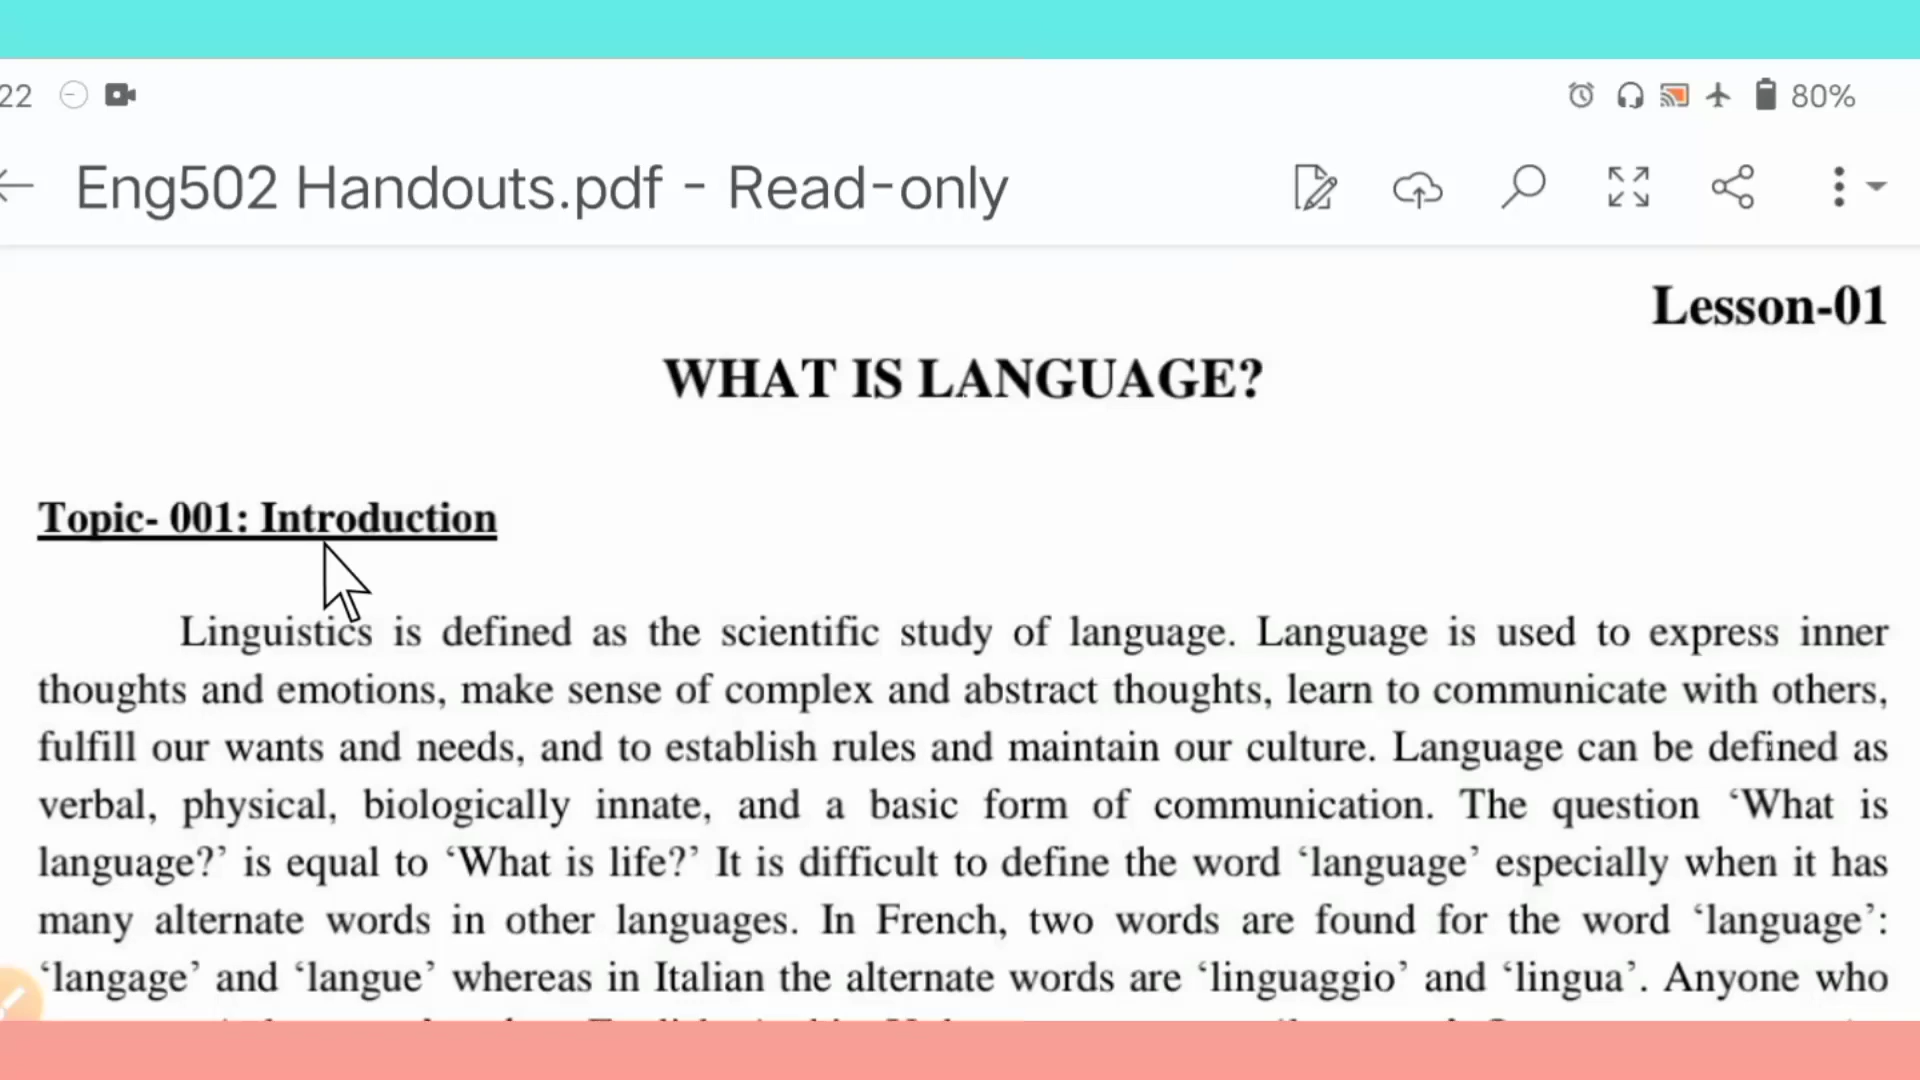 22
80%
Eng502 Handouts.pdf - Read-only
Lesson-01
WHAT IS LANGUAGE?
Topic- 001: Introduction
Linguistics is defined as the scientific study of language. Language is used to express inner
thoughts and emotions, make sense of complex and abstract thoughts, learn to communicate with others,
fulfill our wants and needs, and to establish rules and maintain our culture. Language can be defined as
verbal, physical, biologically innate, and a basic form of communication. The question ‘What is
language?’ is equal to ‘What is life?’ It is difficult to define the word ‘language’ especially when it has
many alternate words in other languages. In French, two words are found for the word ‘language’:
‘langage’ and ‘langue’ whereas in Italian the alternate words are ‘linguaggio’ and ‘lingua’. Anyone who